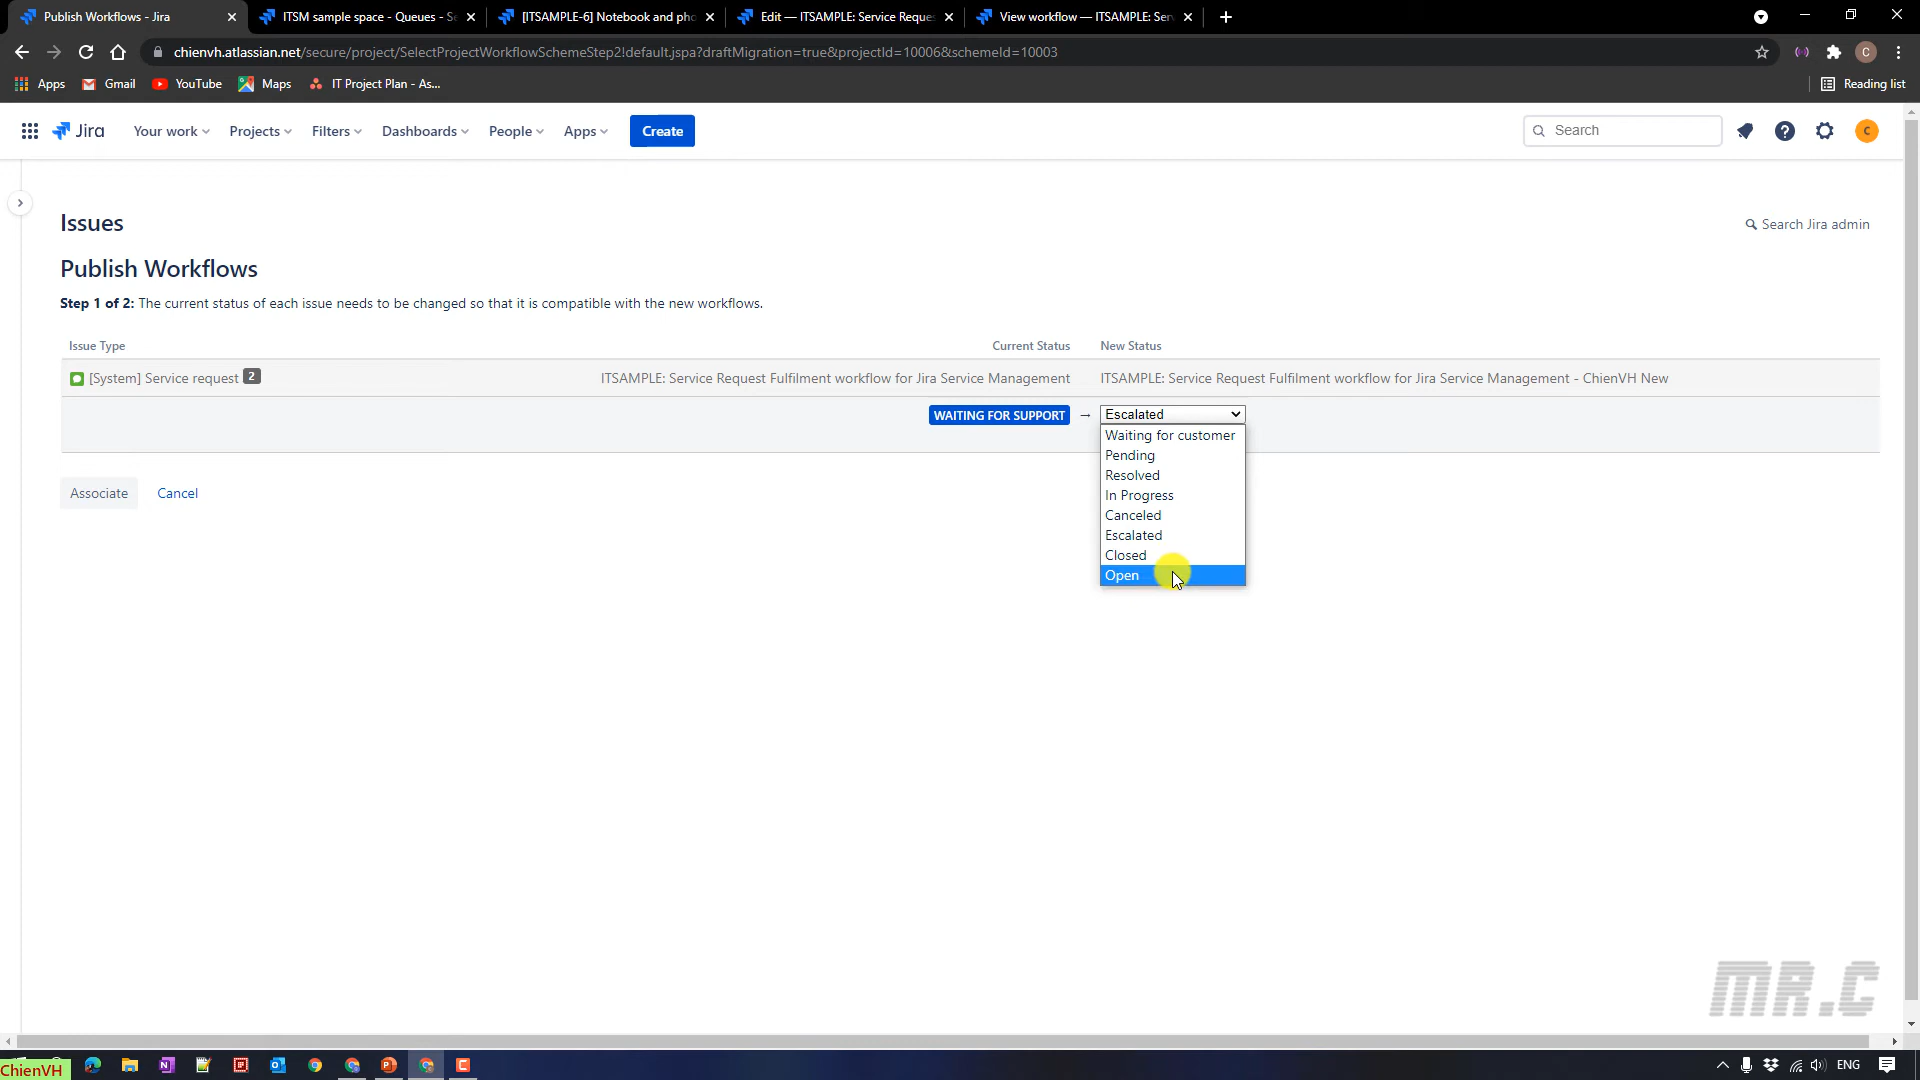 Publish Workflows - Jira
ITSM sample space - Queues - Se
[ITSAMPLE-6] Notebook and pho
Edit — ITSAMPLE: Service Reques
View workflow — ITSAMPLE: Serv
chienvh.atlassian.net/secure/project/SelectProjectWorkflowSchemeStep2!default.jspa?draftMigration=true&projectId=10006&schemeId=10003
C
Apps
Gmail
YouTube
Maps
IT Project Plan - As...
Reading list
Jira
Your work
Projects
Filters
Dashboards
People
Apps
Create
Search
C
Issues
Search Jira admin
Publish Workflows
Step 1 of 2: The current status of each issue needs to be changed so that it is compatible with the new workflows.
Issue Type
Current Status
New Status
[System] Service request 2
ITSAMPLE: Service Request Fulfilment workflow for Jira Service Management
ITSAMPLE: Service Request Fulfilment workflow for Jira Service Management - ChienVH New
WAITING FOR SUPPORT → Escalated
Waiting for customer
Pending
Resolved
In Progress
Canceled
Escalated
Closed
Open
Associate
Cancel
MR.C
ChienVH
ENG